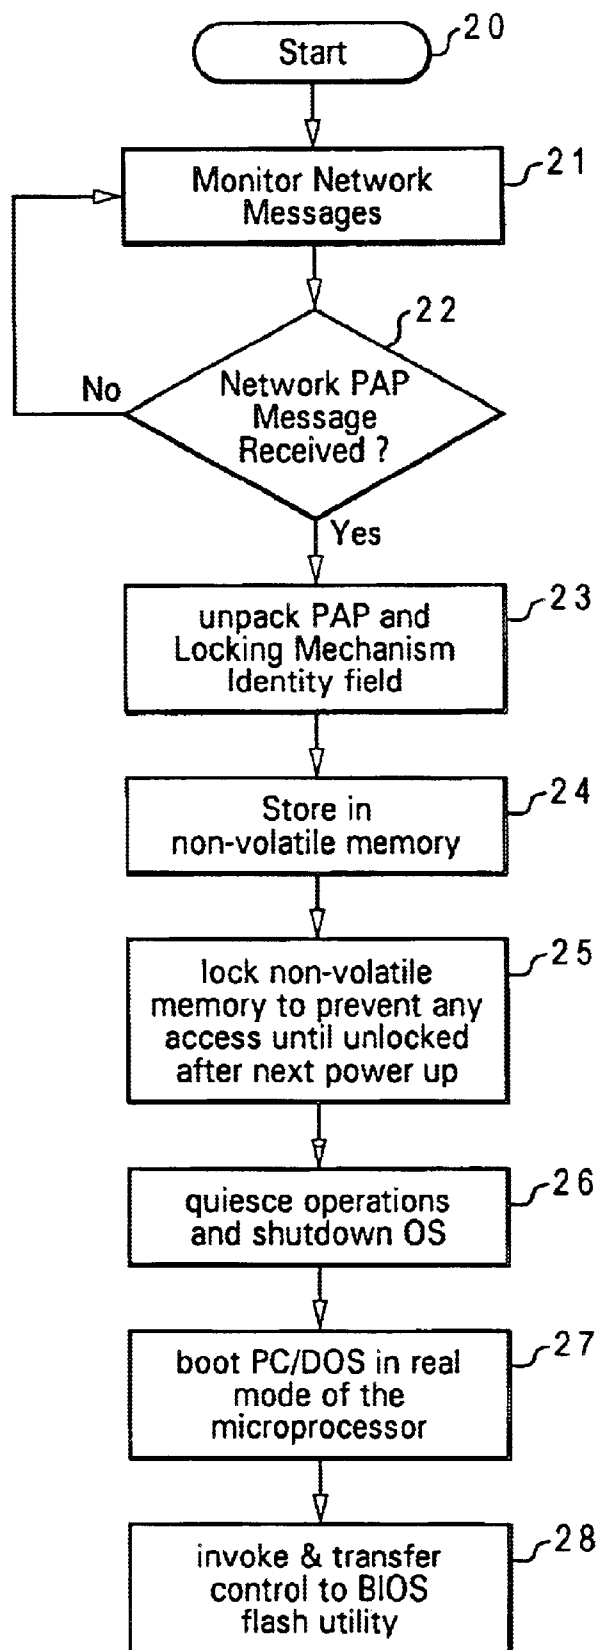 Start
20
Monitor Network
Messages
21
Network PAP
Message
Received ?
22
No
Yes
unpack PAP and
Locking Mechanism
Identity field
23
Store in
non-volatile memory
24
lock non-volatile
memory to prevent any
access until unlocked
after next power up
25
quiesce operations
and shutdown OS
26
boot PC/DOS in real
mode of the
microprocessor
27
invoke & transfer
control to BIOS
flash utility
28